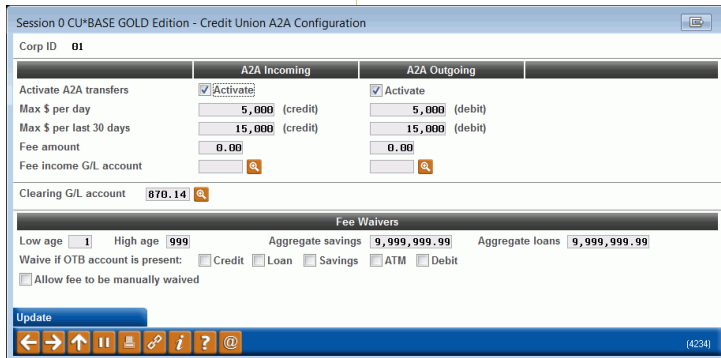 Session 0 CU*BASE GOLD Edition - Credit Union A2A Configuration
Corp ID 01
A2A Incoming A2A Outgoing
Activate A2A transfers Activate Activate
Max $ per day 5,000 (credit) 5,000 (debit)
Max $ per last 30 days 15,000 (credit) 15,000 (debit)
Fee amount 0.00 0.00
Fee income G/L account
Clearing G/L account 870.14
Fee Waivers
Low age 1 High age 999 Aggregate savings 9,999,999.99 Aggregate loans 9,999,999.99
Waive if OTB account is present: Credit Loan Savings ATM Debit
Allow fee to be manually waived
Update
i ? @ (4234)